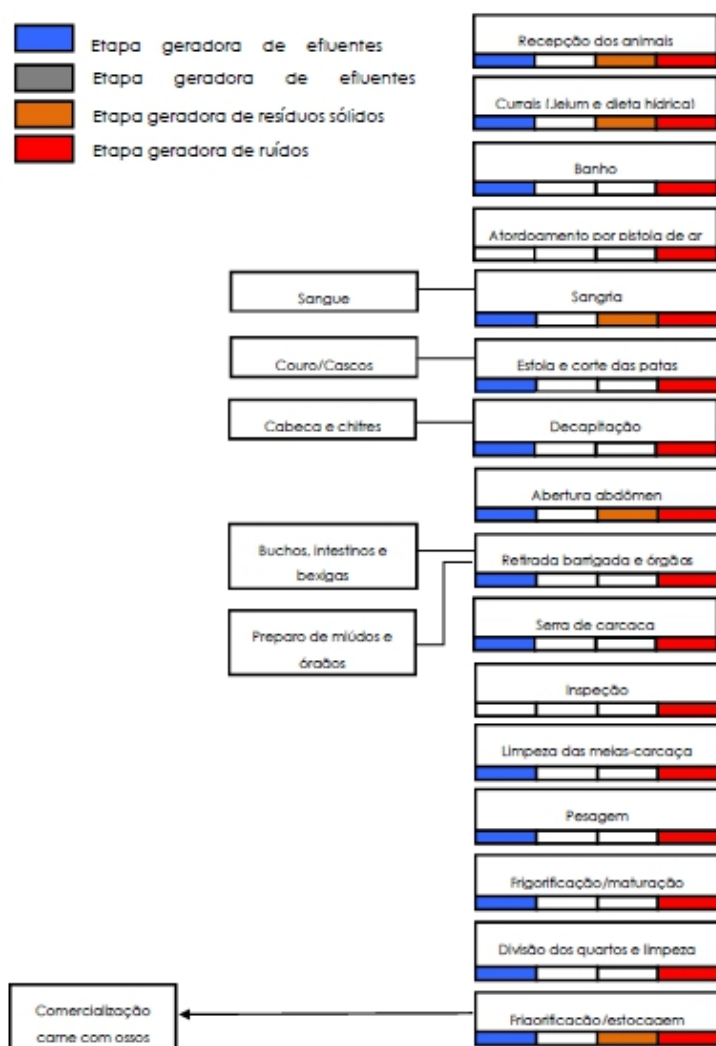 Etapa geradora de efluentes
Etapa geradora de efluentes
Etapa geradora de resíduos sólidos
Etapa geradora de ruídos
Recepção dos animais
Currais (Jejum e dieta hídrica)
Banho
Atordoamento por pistola de ar
Sangue
Sangria
Couro/Cascos
Esfola e corte das patas
Cabeça e chifres
Decapitação
Abertura abdômen
Buchos, intestinos e
bexigas
Retirada barrigada e órgãos
Preparo de miúdos e
órgãos
Serra de carcaça
Inspeção
Limpeza das meias-carcaça
Pesagem
Frigorificação/maturação
Divisão dos quartos e limpeza
Comercialização
carne com ossos
Frigorificação/estocagem